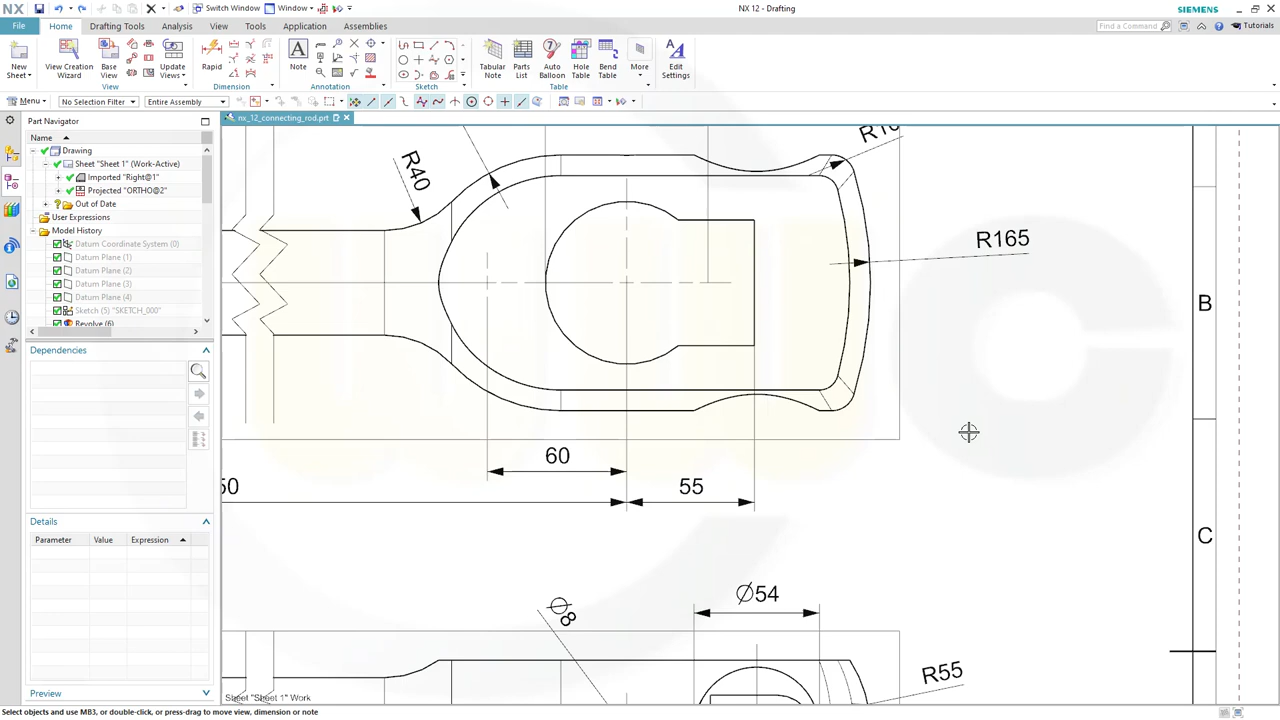 NX
Switch Window
Window
NX 12 - Drafting
SIEMENS
File
Home
Drafting Tools
Analysis
View
Tools
Application
Assemblies
Find a Command
Tutorials
New Sheet
View Creation Wizard
Base View
Update Views
View
Rapid
Dimension
A
Note
Annotation
Sketch
Tabular Note
Parts List
Auto Balloon
Hole Table
Bend Table
More
Table
Edit Settings
Menu
No Selection Filter
Entire Assembly
Part Navigator
nx_12_connecting_rod.prt
Name
Drawing
Sheet "Sheet 1" (Work-Active)
Imported "Right@1"
Projected "ORTHO@2"
Out of Date
User Expressions
Model History
Datum Coordinate System (0)
Datum Plane (1)
Datum Plane (2)
Datum Plane (3)
Datum Plane (4)
Sketch (5) "SKETCH_000"
Revolve (6)
Dependencies
Details
Parameter Value Expression
Preview
R40
R165
B
60
50
55
C
Ø54
Ø8
R55
Sheet "Sheet 1" Work
Select objects and use MB3, or double-click, or press-drag to move view, dimension or note